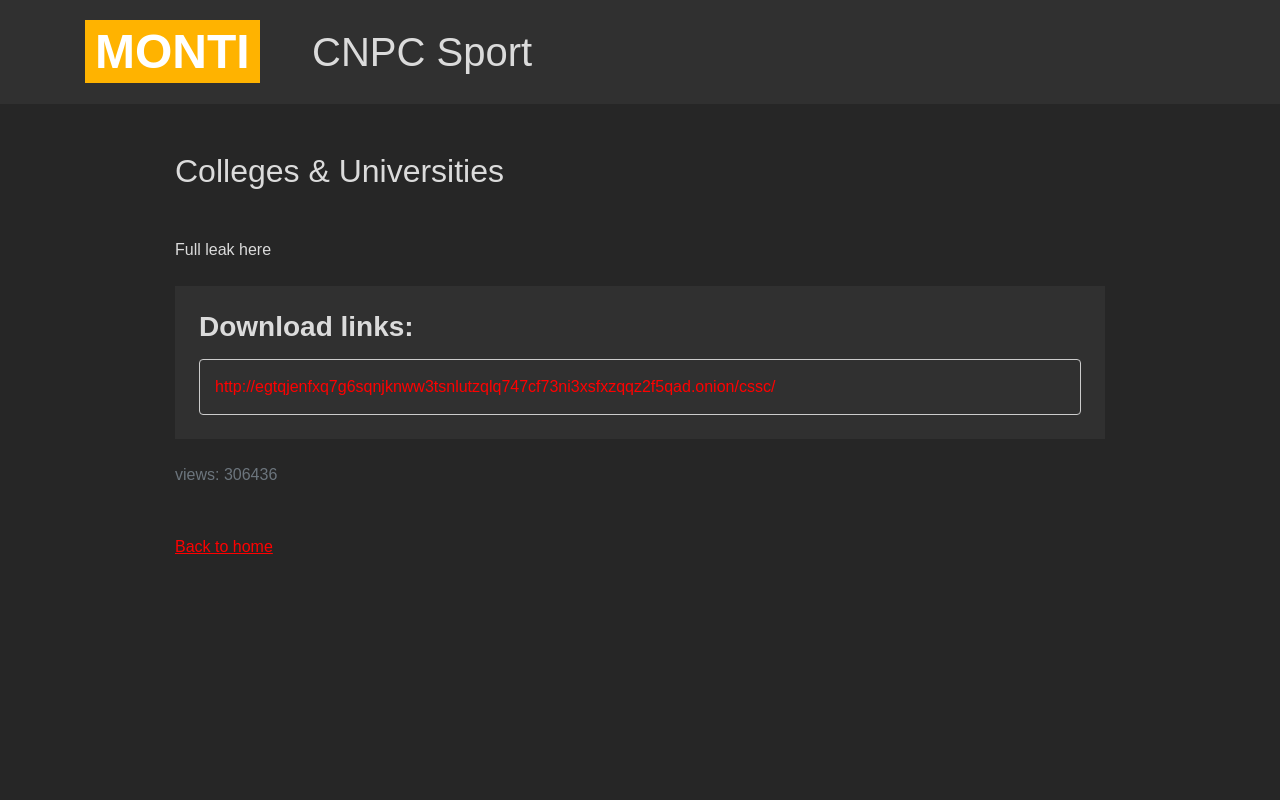 MONTI
CNPC Sport
Colleges & Universities
Full leak here
Download links:
http://egtqjenfxq7g6sqnjknww3tsnlutzqlq747cf73ni3xsfxzqqz2f5qad.onion/cssc/
views: 306436
Back to home